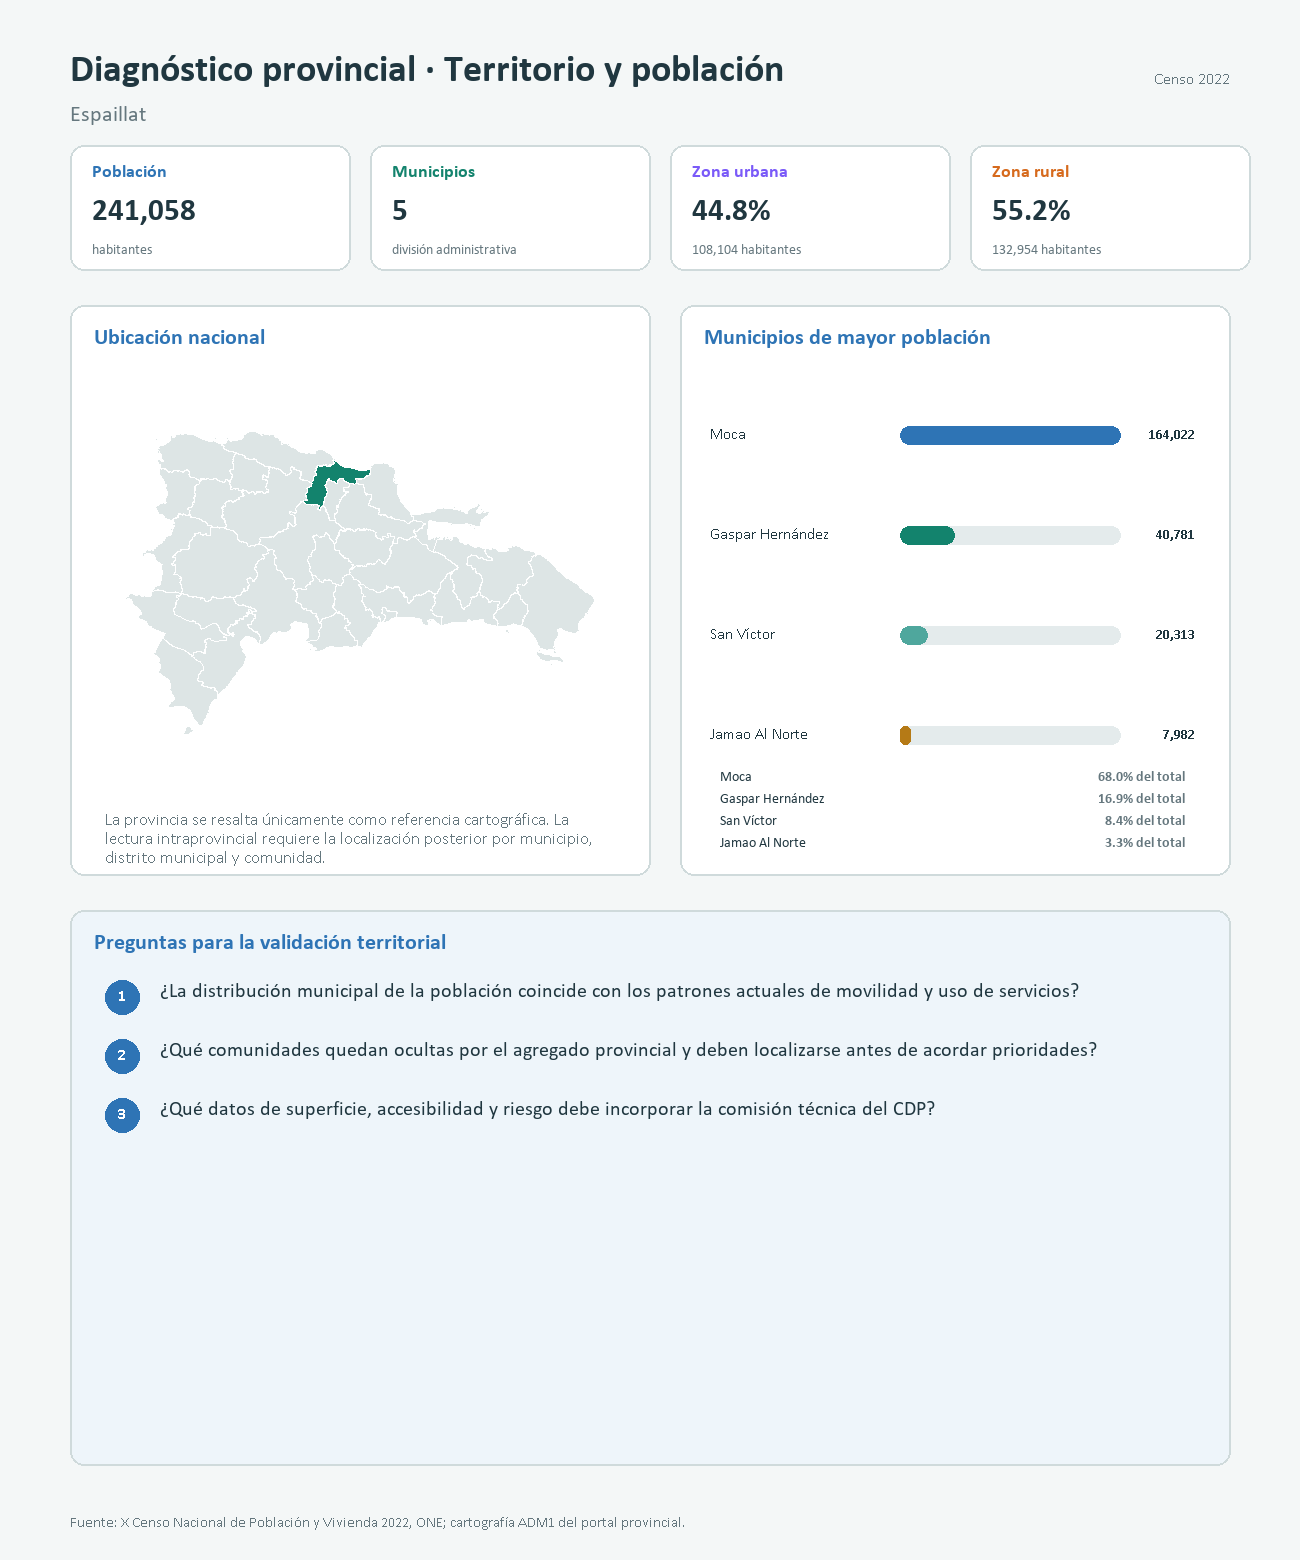 Diagnóstico provincial · Territorio y población
Censo 2022
Espaillat
Población
241,058
habitantes
Municipios
5
división administrativa
Zona urbana
44.8%
108,104 habitantes
Zona rural
55.2%
132,954 habitantes
Ubicación nacional
La provincia se resalta únicamente como referencia cartográfica. La
lectura intraprovincial requiere la localización posterior por municipio,
distrito municipal y comunidad.
Municipios de mayor población
Moca 164,022
Gaspar Hernández 40,781
San Víctor 20,313
Jamao Al Norte 7,982
Moca 68.0% del total
Gaspar Hernández 16.9% del total
San Víctor 8.4% del total
Jamao Al Norte 3.3% del total
Preguntas para la validación territorial
1 ¿La distribución municipal de la población coincide con los patrones actuales de movilidad y uso de servicios?
2 ¿Qué comunidades quedan ocultas por el agregado provincial y deben localizarse antes de acordar prioridades?
3 ¿Qué datos de superficie, accesibilidad y riesgo debe incorporar la comisión técnica del CDP?
Fuente: X Censo Nacional de Población y Vivienda 2022, ONE; cartografía ADM1 del portal provincial.